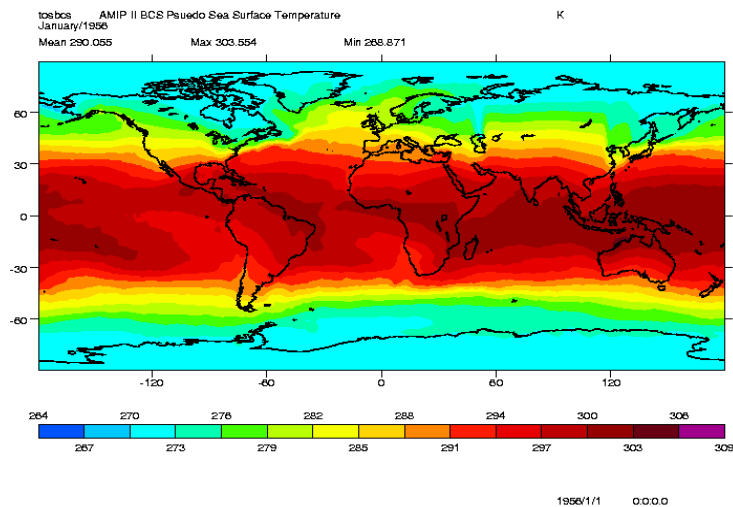 tosbcs AMIP II BCS Psuedo Sea Surface Temperature K
January/1956
Mean 290.055 Max 303.554 Min 268.871
60
30
0
-30
-60
-120 -60 0 60 120
264 270 276 282 288 294 300 306
267 273 279 285 291 297 303 309
1956/1/1 0:0:0.0